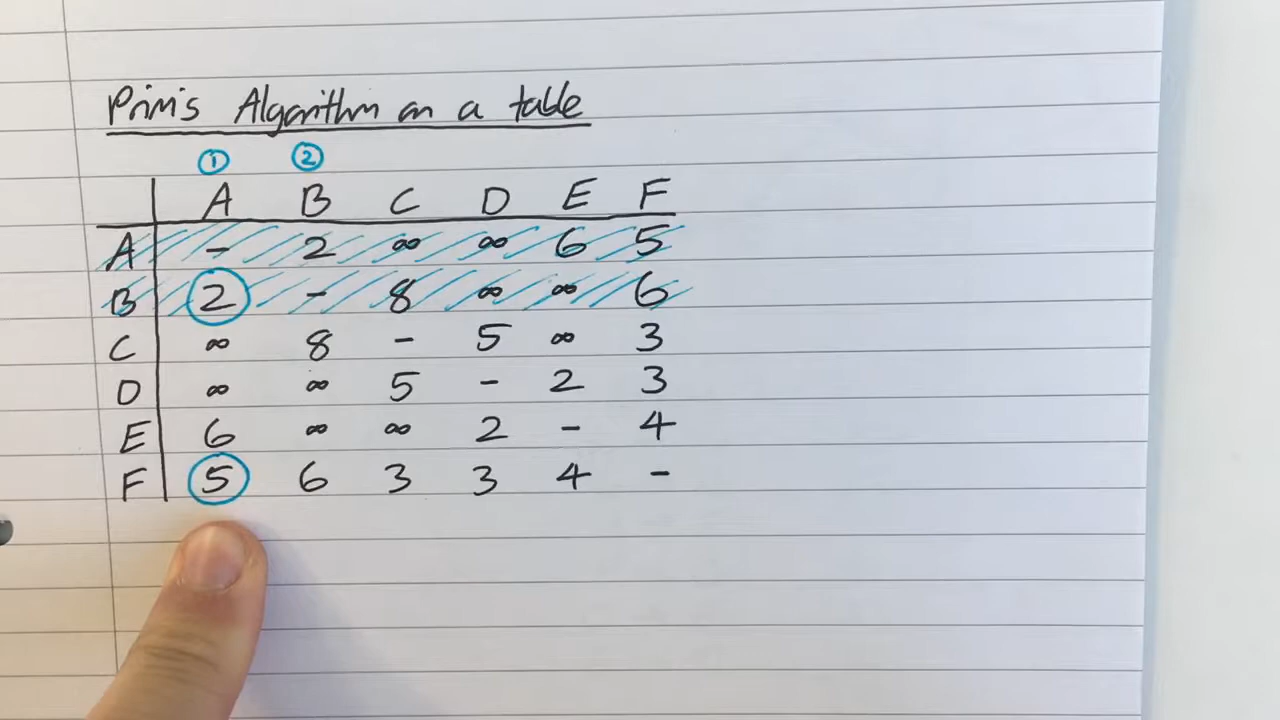 Prim's Algorithm on a table
① ②
A B C D E F
A - 2 ∞ ∞ 6 5
B 2 - 8 ∞ ∞ 6
C ∞ 8 - 5 ∞ 3
D ∞ ∞ 5 - 2 3
E 6 ∞ ∞ 2 - 4
F 5 6 3 3 4 -